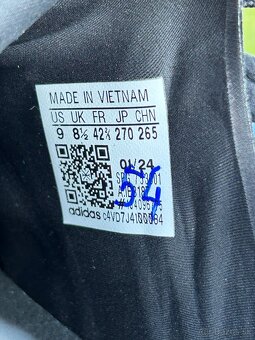 MADE IN VIETNAM
US UK FR JP CHN
9 8½ 42⅔ 270 265
01/24
54
adidas